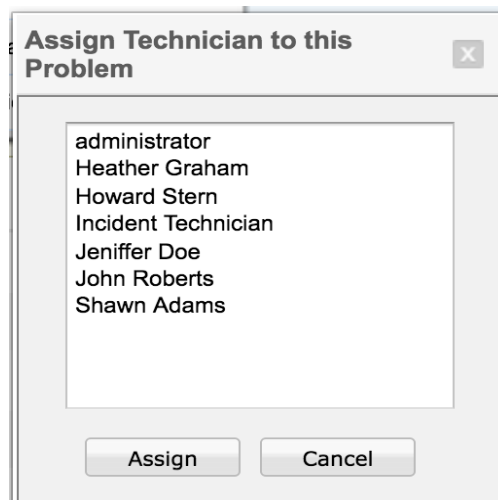 Assign Technician to this
Problem
x
administrator
Heather Graham
Howard Stern
Incident Technician
Jeniffer Doe
John Roberts
Shawn Adams
Assign
Cancel